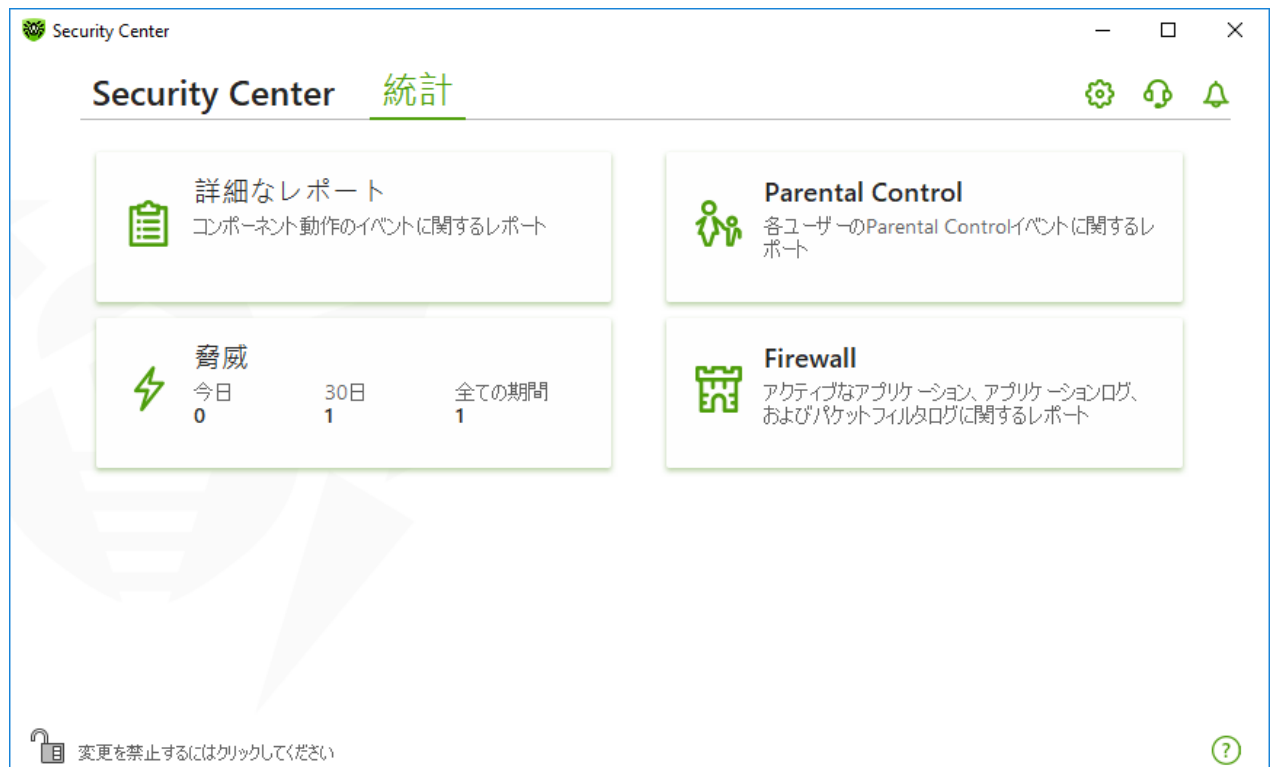 Security Center
Security Center 統計
詳細なレポート
コンポーネント動作のイベントに関するレポート
Parental Control
各ユーザーのParental Controlイベントに関するレ
ポート
脅威
今日 30日 全ての期間
0 1 1
Firewall
アクティブなアプリケーション、アプリケーションログ、
およびパケットフィルタログに関するレポート
変更を禁止するにはクリックしてください
?